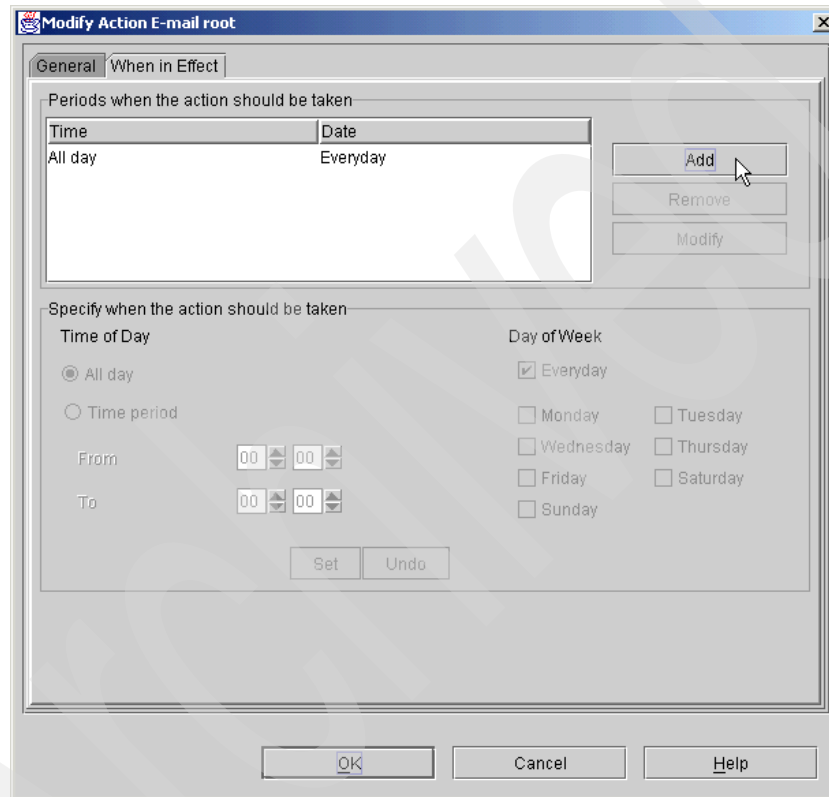 Modify Action E-mail root
General When in Effect
Periods when the action should be taken
Time Date
All day Everyday
Add
Remove
Modify
Specify when the action should be taken
Time of Day Day of Week
All day Everyday
Time period Monday Tuesday
Wednesday Thursday
From 00 00
Friday Saturday
To 00 00
Sunday
Set Undo
OK Cancel Help